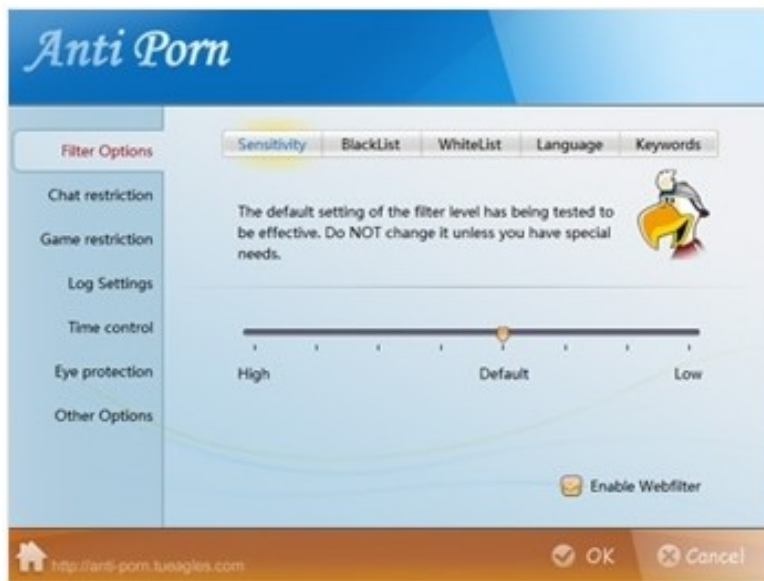 Anti Porn
Filter Options
Chat restriction
Game restriction
Log Settings
Time control
Eye protection
Other Options
Sensitivity BlackList WhiteList Language Keywords
The default setting of the filter level has being tested to
be effective. Do NOT change it unless you have special
needs.
High Default Low
Enable Webfilter
http://anti-porn.tueagles.com
OK Cancel